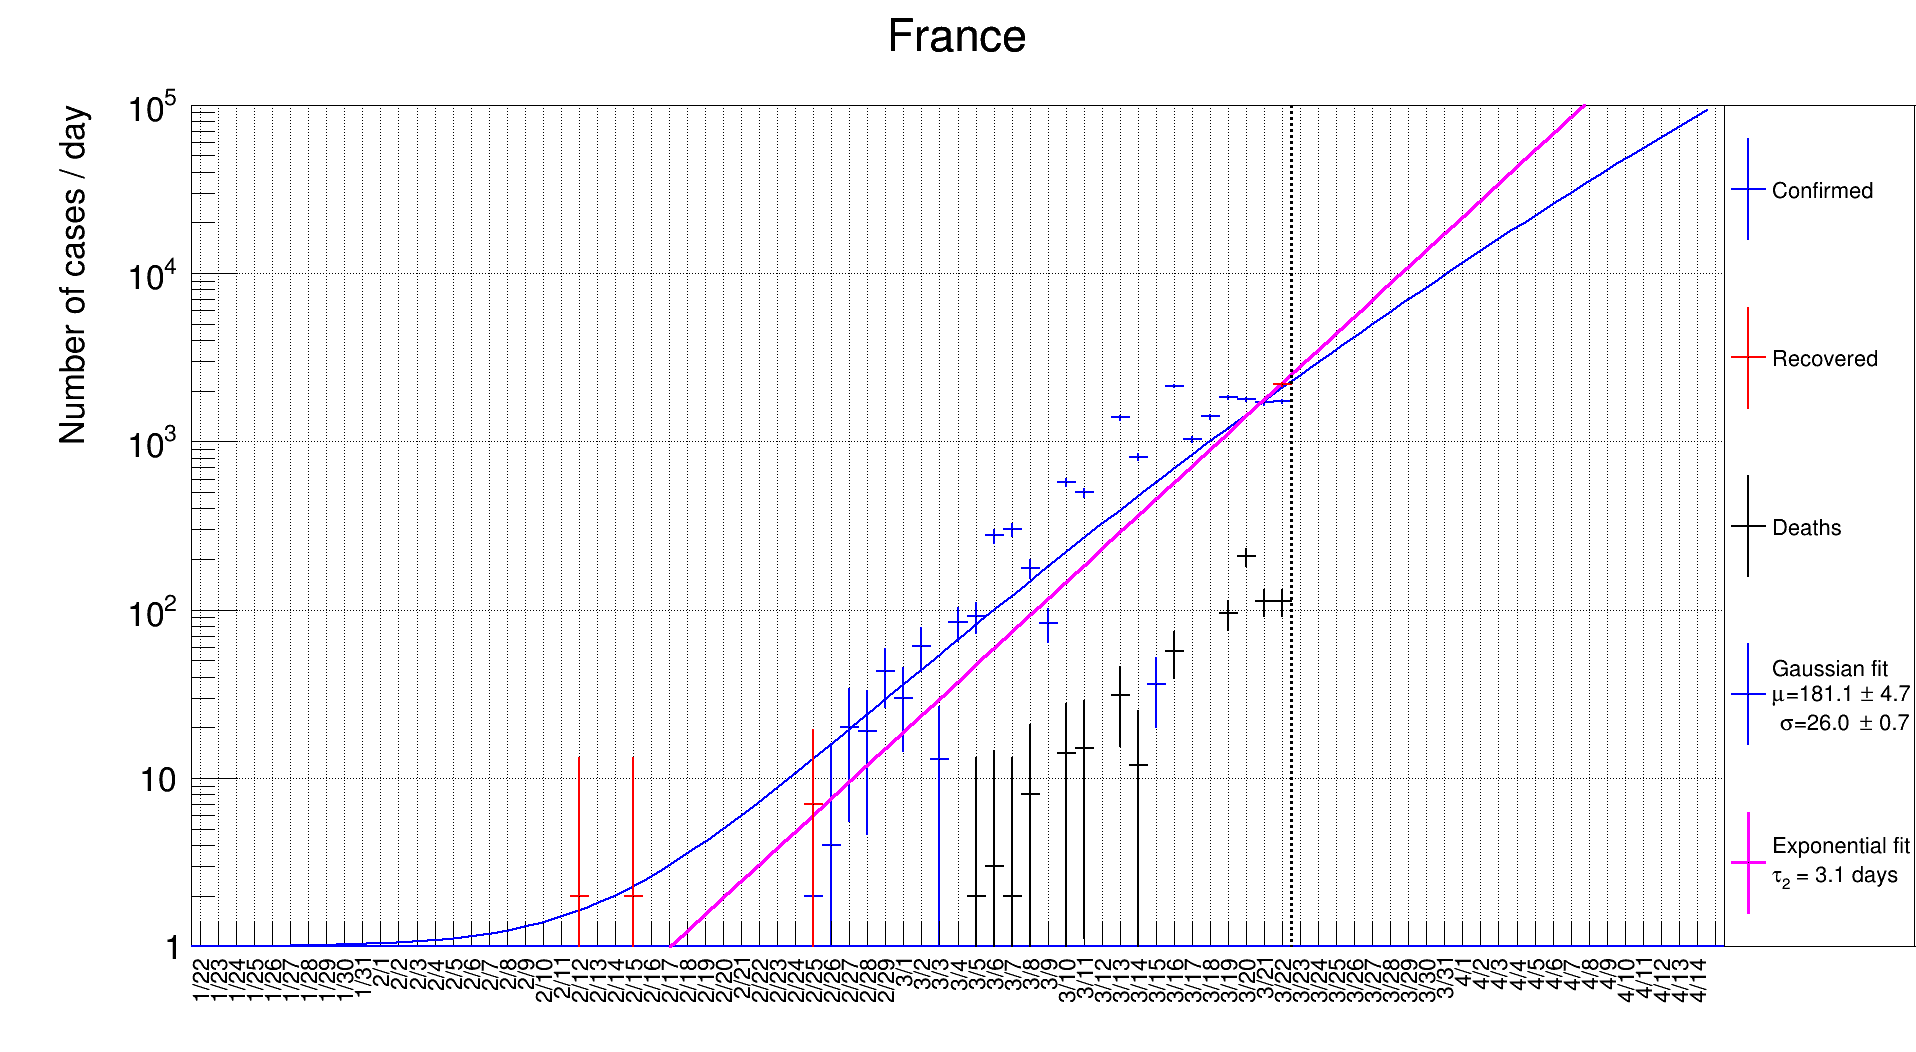 France
Number of cases / day
10^5
10^4
10^3
10^2
10
1
1/22 1/23 1/24 1/25 1/26 1/27 1/28 1/29 1/30 1/31 2/1 2/2 2/3 2/4 2/5 2/6 2/7 2/8 2/9 2/10 2/11 2/12 2/13 2/14 2/15 2/16 2/17 2/18 2/19 2/20 2/21 2/22 2/23 2/24 2/25 2/26 2/27 2/28 2/29 3/1 3/2 3/3 3/4 3/5 3/6 3/7 3/8 3/9 3/10 3/11 3/12 3/13 3/14 3/15 3/16 3/17 3/18 3/19 3/20 3/21 3/22 3/23 3/24 3/25 3/26 3/27 3/28 3/29 3/30 3/31 4/1 4/2 4/3 4/4 4/5 4/6 4/7 4/8 4/9 4/10 4/11 4/12 4/13 4/14
Confirmed
Recovered
Deaths
Gaussian fit
μ=181.1 ± 4.7
σ=26.0 ± 0.7
Exponential fit
τ₂ = 3.1 days